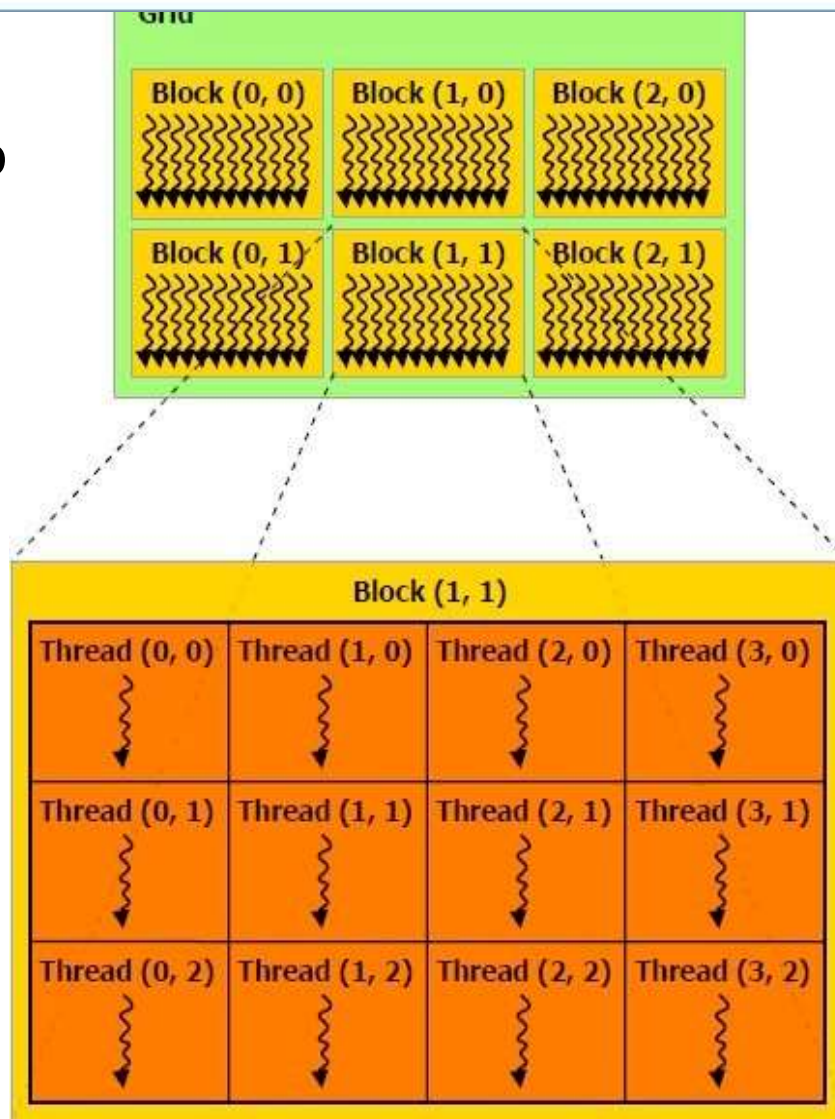 Grid
Block (0, 0) Block (1, 0) Block (2, 0)
Block (0, 1) Block (1, 1) Block (2, 1)
Block (1, 1)
Thread (0, 0) Thread (1, 0) Thread (2, 0) Thread (3, 0)
Thread (0, 1) Thread (1, 1) Thread (2, 1) Thread (3, 1)
Thread (0, 2) Thread (1, 2) Thread (2, 2) Thread (3, 2)